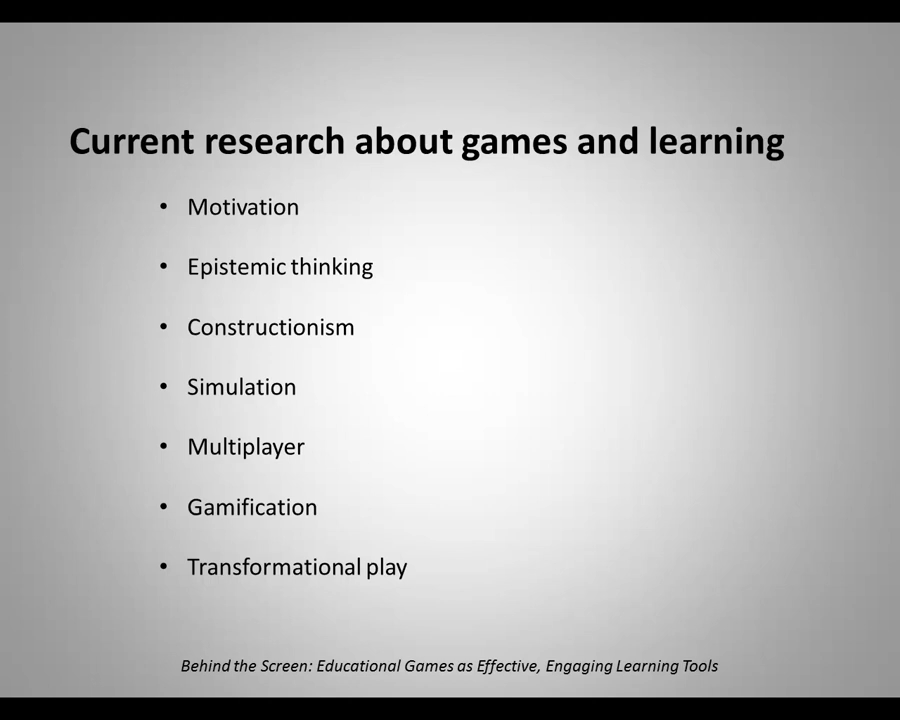 Current research about games and learning
• Motivation
• Epistemic thinking
• Constructionism
• Simulation
• Multiplayer
• Gamification
• Transformational play
Behind the Screen: Educational Games as Effective, Engaging Learning Tools